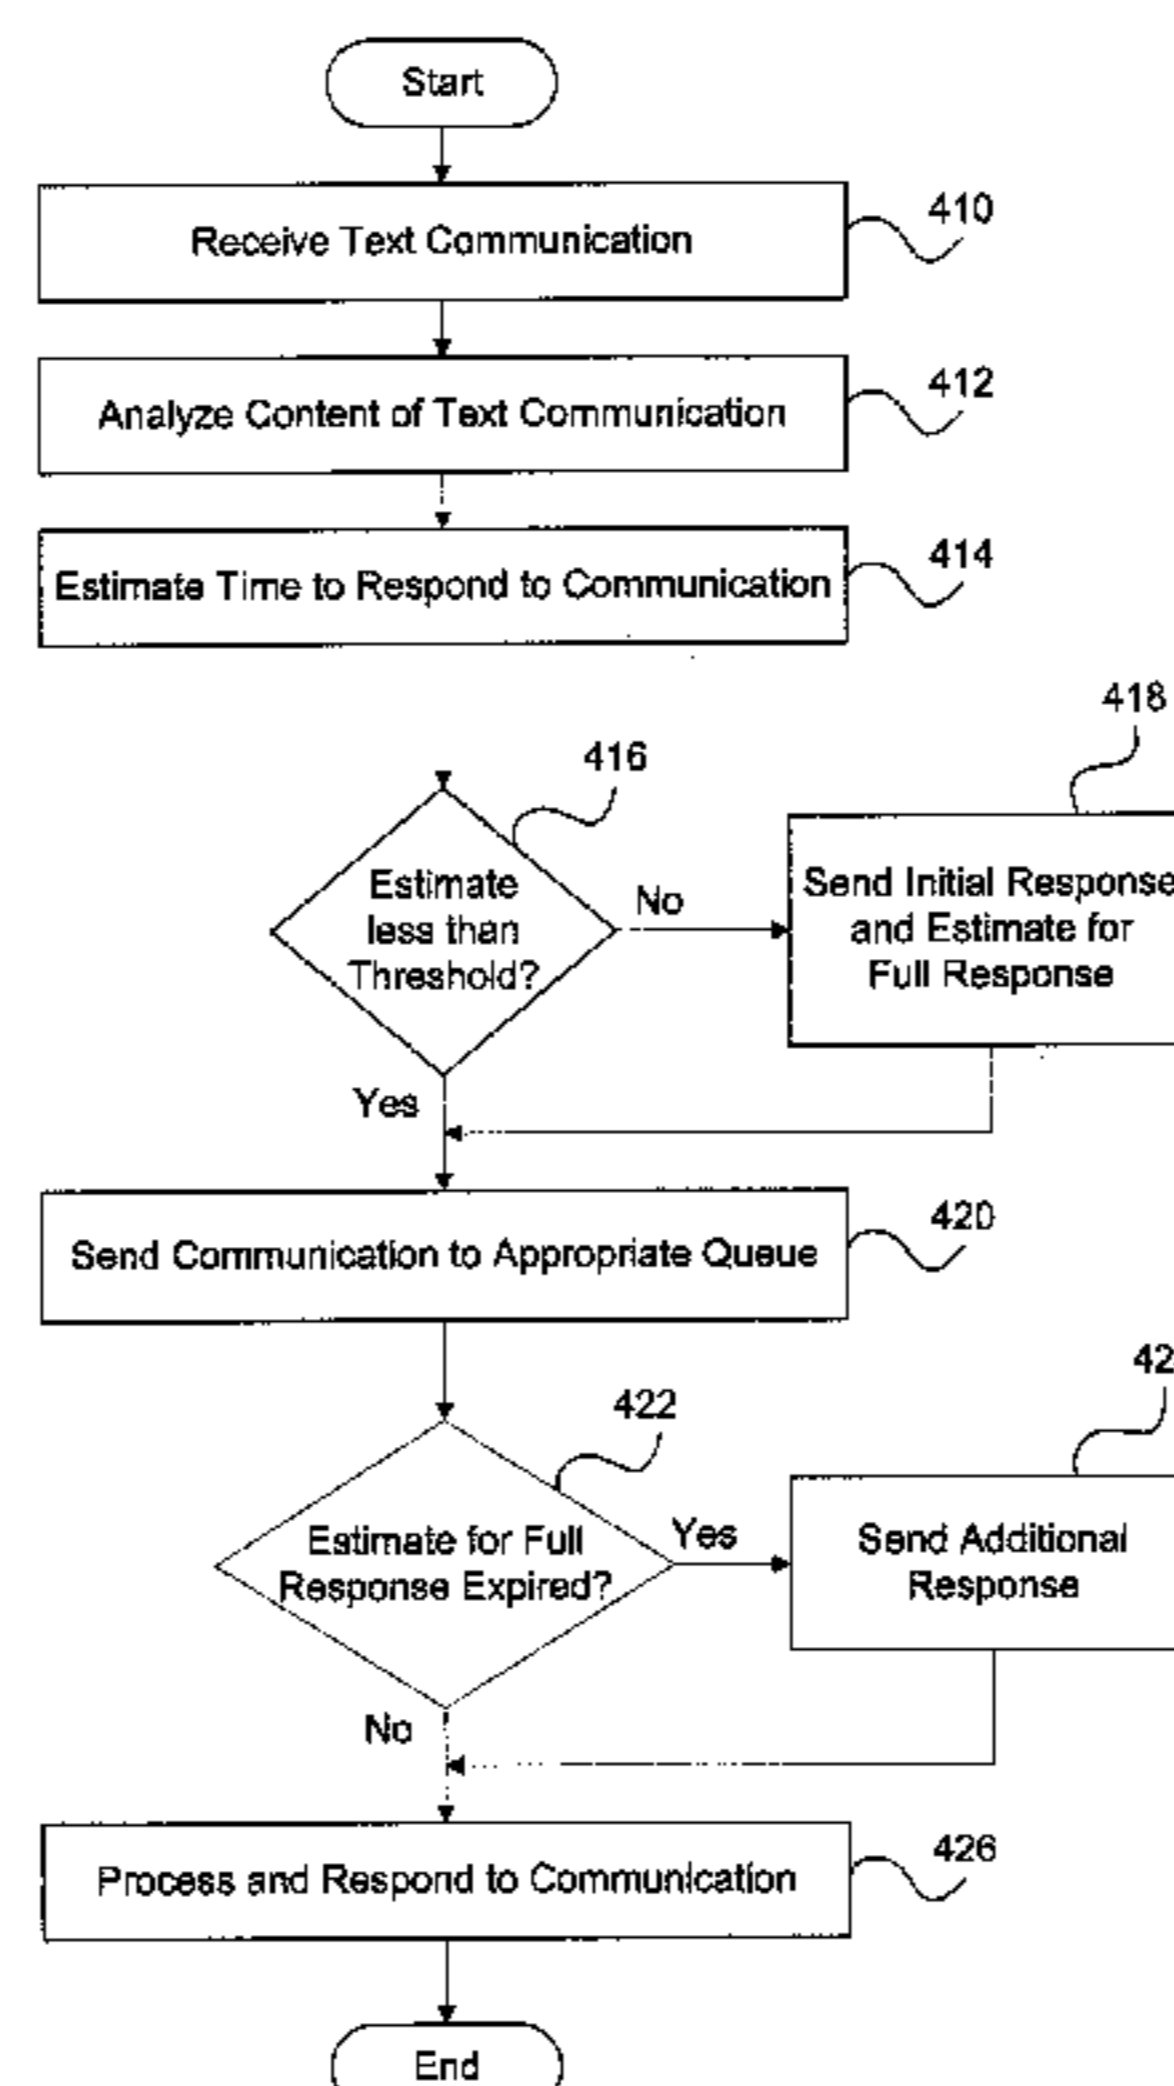 Start
Receive Text Communication
410
Analyze Content of Text Communication
412
Estimate Time to Respond to Communication
414
418
416
Estimate
less than
Threshold?
No
Send Initial Response
and Estimate for
Full Response
Yes
Send Communication to Appropriate Queue
420
42
422
Estimate for Full
Response Expired?
Yes
Send Additional
Response
No
Process and Respond to Communication
426
End